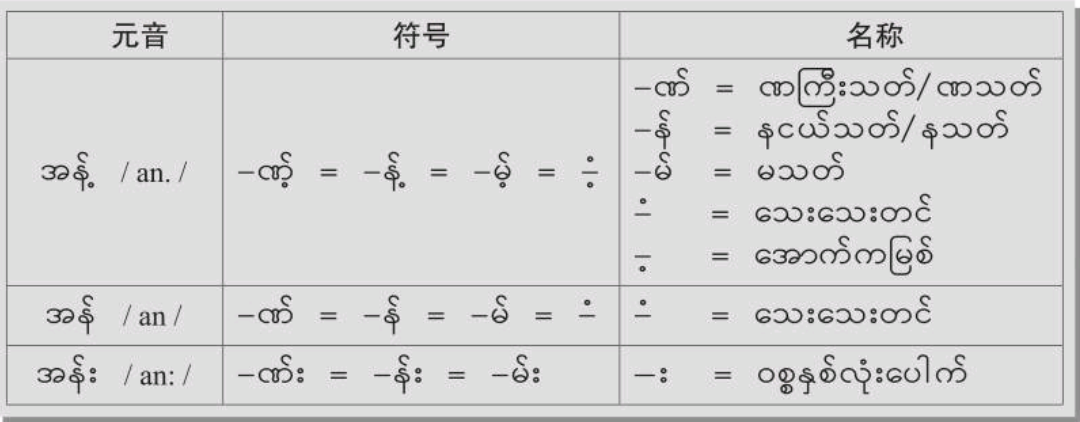 元音 符号 名称
အန့် / an. / –ဏ့် = –န့် = –မ့် = –ံ့
–ဏ် = ဏကြီးသတ်/ဏသတ်
–န် = နငယ်သတ်/နသတ်
–မ် = မသတ်
–ံ = သေးသေးတင်
–့ = အောက်ကမြစ်
အန် / an / –ဏ် = –န် = –မ် = –ံ –ံ = သေးသေးတင်
အန်း / an: / –ဏ်း = –န်း = –မ်း –း = ဝစ္စနှစ်လုံးပေါက်